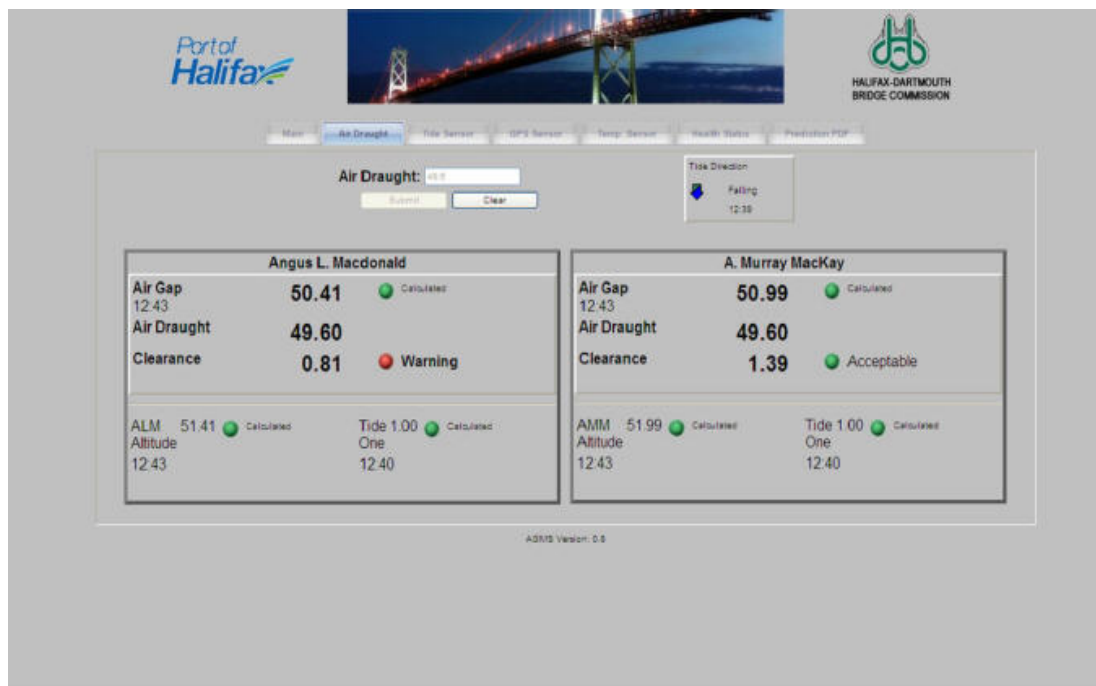 Port of
Halifax
HALIFAX-DARTMOUTH
BRIDGE COMMISSION
Main Air Draught Tide Sensor GPS Sensor Temp. Sensor Health Status Prediction PDF
Air Draught: 49.6
Submit Clear
Tide Direction
Falling
12:39
Angus L. Macdonald
Air Gap 50.41 Calculated
12:43
Air Draught 49.60
Clearance 0.81 Warning
ALM 51.41 Calculated Tide 1.00 Calculated
Altitude One
12:43 12:40
A. Murray MacKay
Air Gap 50.99 Calculated
12:43
Air Draught 49.60
Clearance 1.39 Acceptable
AMM 51.99 Calculated Tide 1.00 Calculated
Altitude One
12:43 12:40
ASMS Version: 0.8